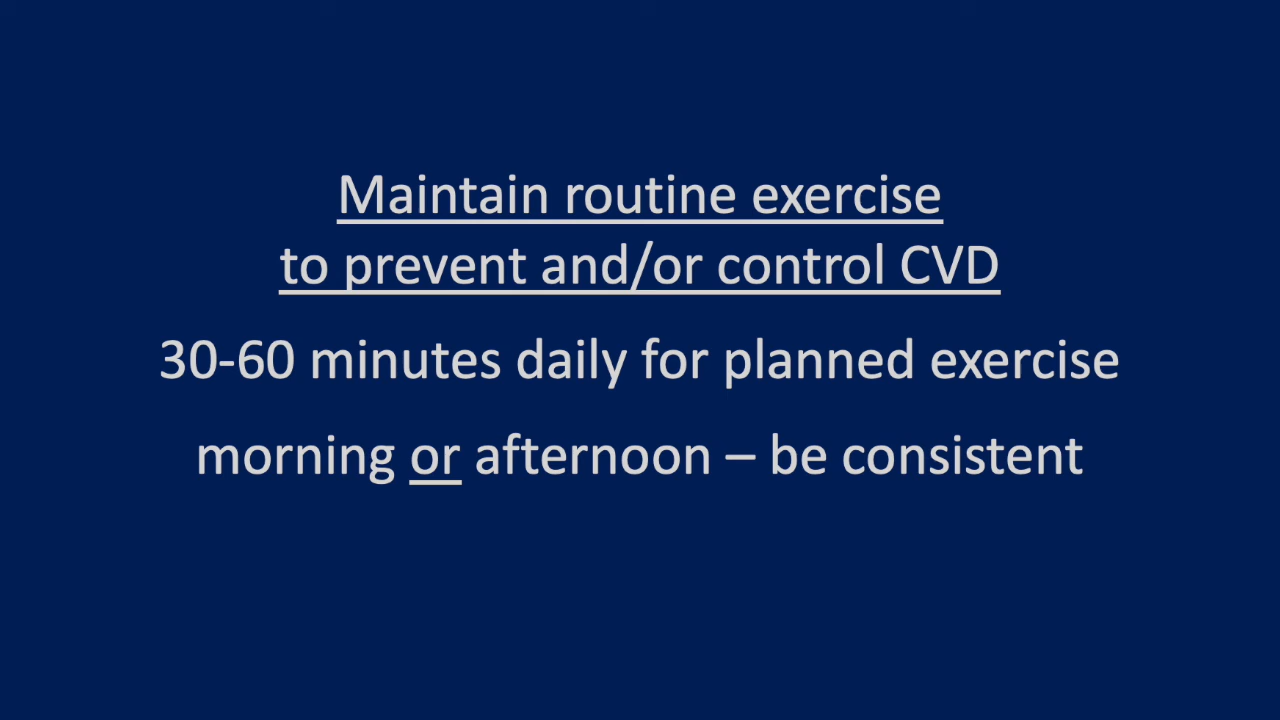 Maintain routine exercise
to prevent and/or control CVD
30-60 minutes daily for planned exercise
morning or afternoon – be consistent